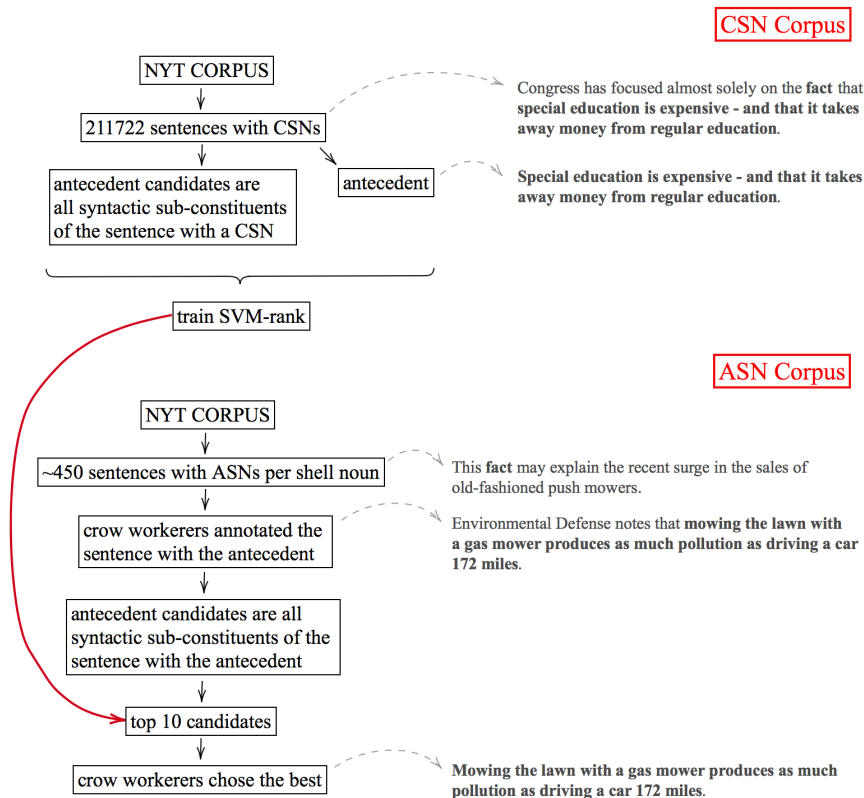 CSN Corpus
NYT CORPUS
211722 sentences with CSNs
Congress has focused almost solely on the fact that
special education is expensive - and that it takes
away money from regular education.
antecedent candidates are
all syntactic sub-constituents
of the sentence with a CSN
antecedent
Special education is expensive - and that it takes
away money from regular education.
train SVM-rank
ASN Corpus
NYT CORPUS
~450 sentences with ASNs per shell noun
This fact may explain the recent surge in the sales of
old-fashioned push mowers.
crow workerers annotated the
sentence with the antecedent
Environmental Defense notes that mowing the lawn with
a gas mower produces as much pollution as driving a car
172 miles.
antecedent candidates are all
syntactic sub-constituents of the
sentence with the antecedent
top 10 candidates
crow workerers chose the best
Mowing the lawn with a gas mower produces as much
pollution as driving a car 172 miles.